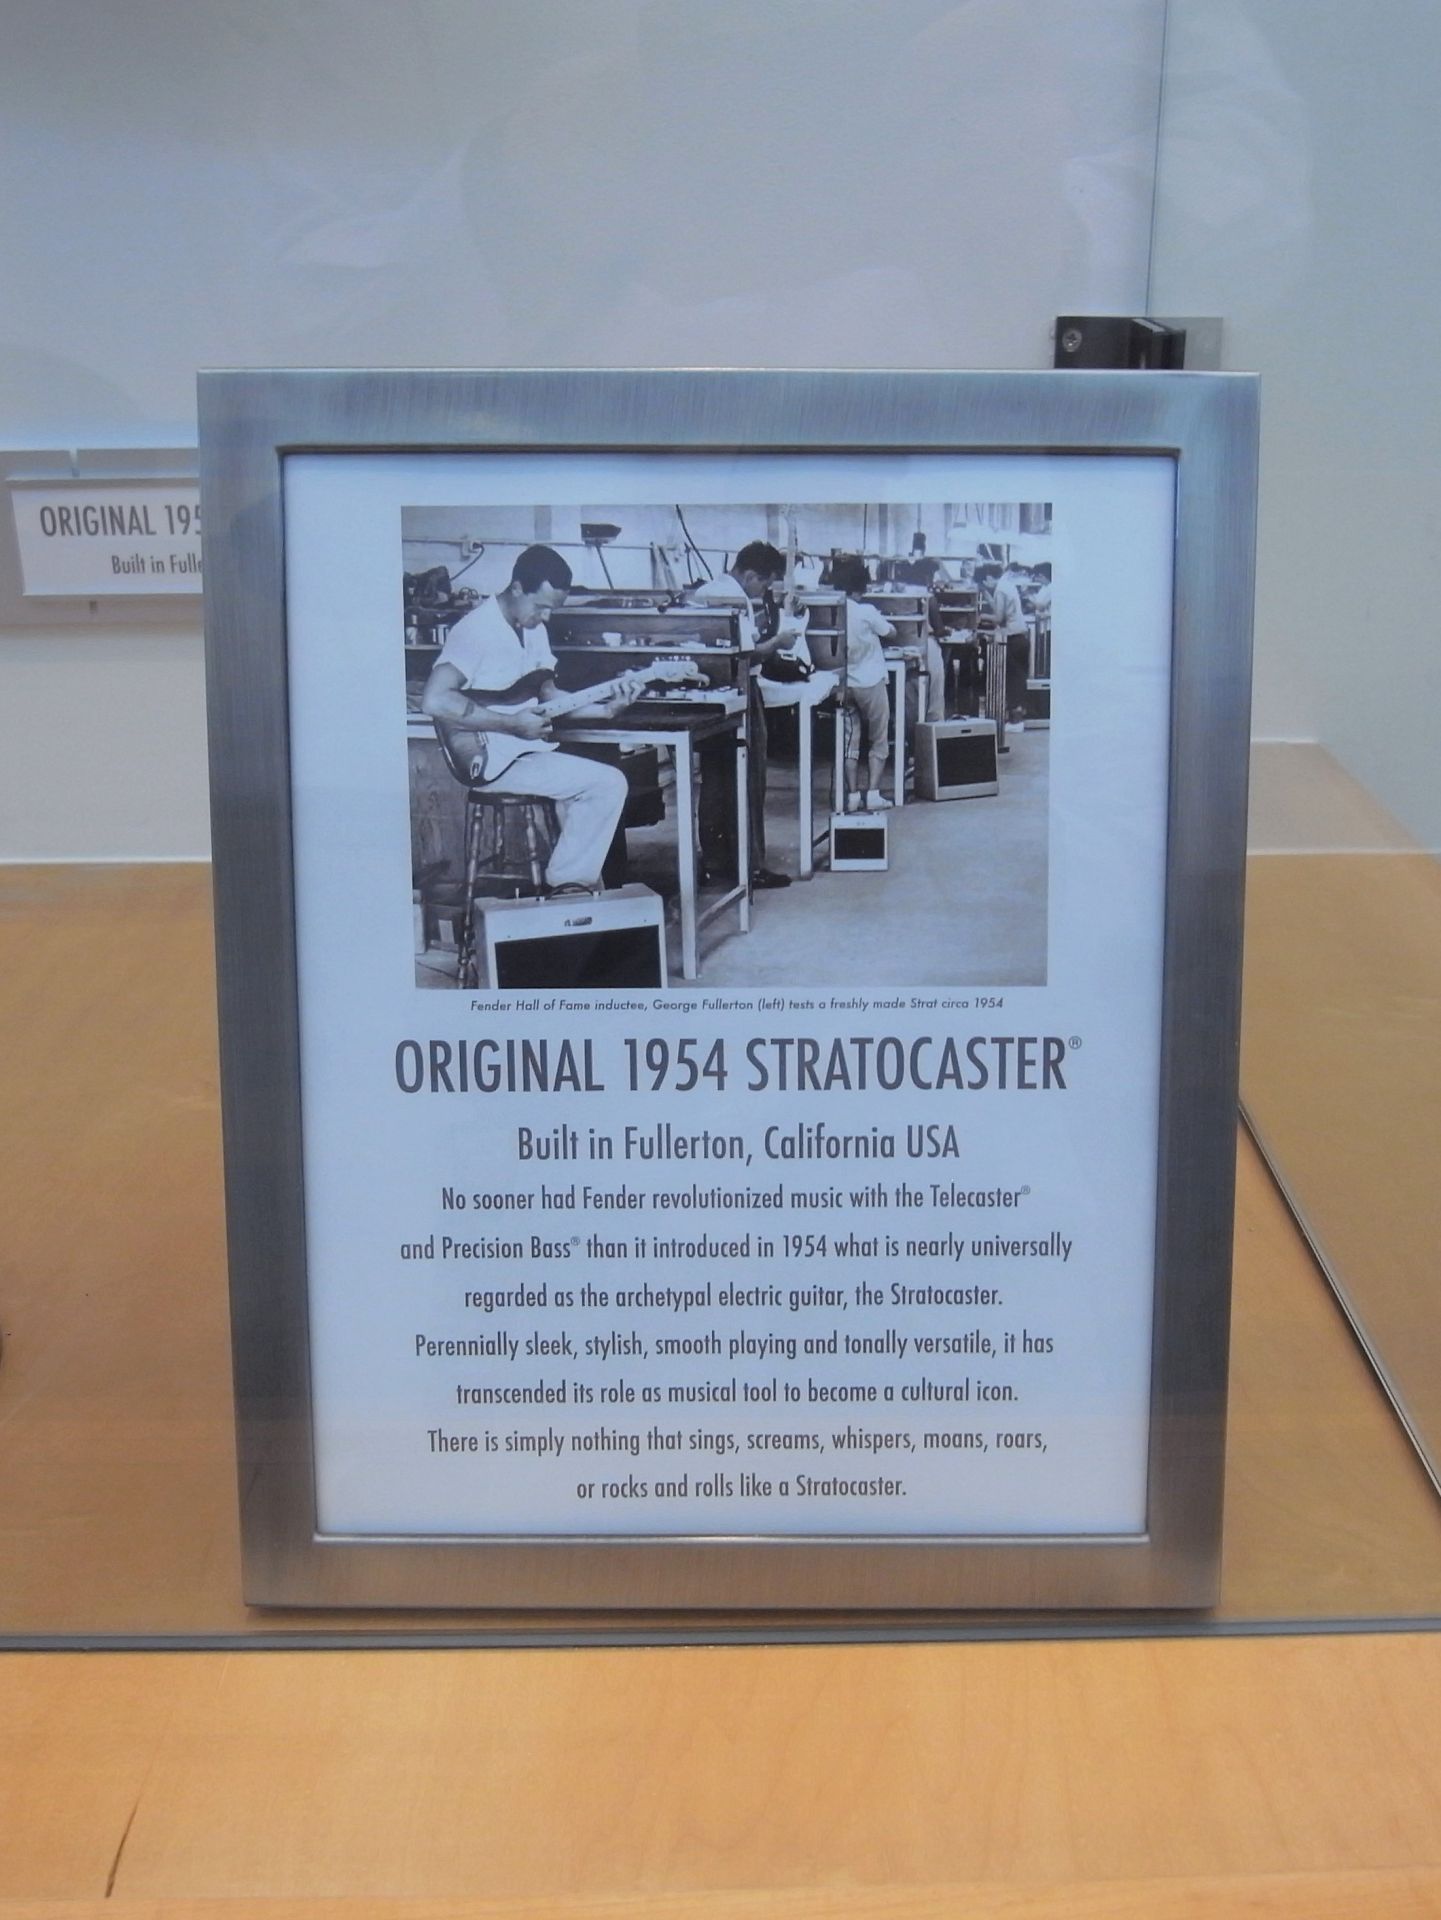 ORIGINAL 195
Built in Fulle
Fender Hall of Fame inductee, George Fullerton (left) tests a freshly made Strat circa 1954
ORIGINAL 1954 STRATOCASTER®
Built in Fullerton, California USA
No sooner had Fender revolutionized music with the Telecaster®
and Precision Bass® than it introduced in 1954 what is nearly universally
regarded as the archetypal electric guitar, the Stratocaster.
Perennially sleek, stylish, smooth playing and tonally versatile, it has
transcended its role as musical tool to become a cultural icon.
There is simply nothing that sings, screams, whispers, moans, roars,
or rocks and rolls like a Stratocaster.